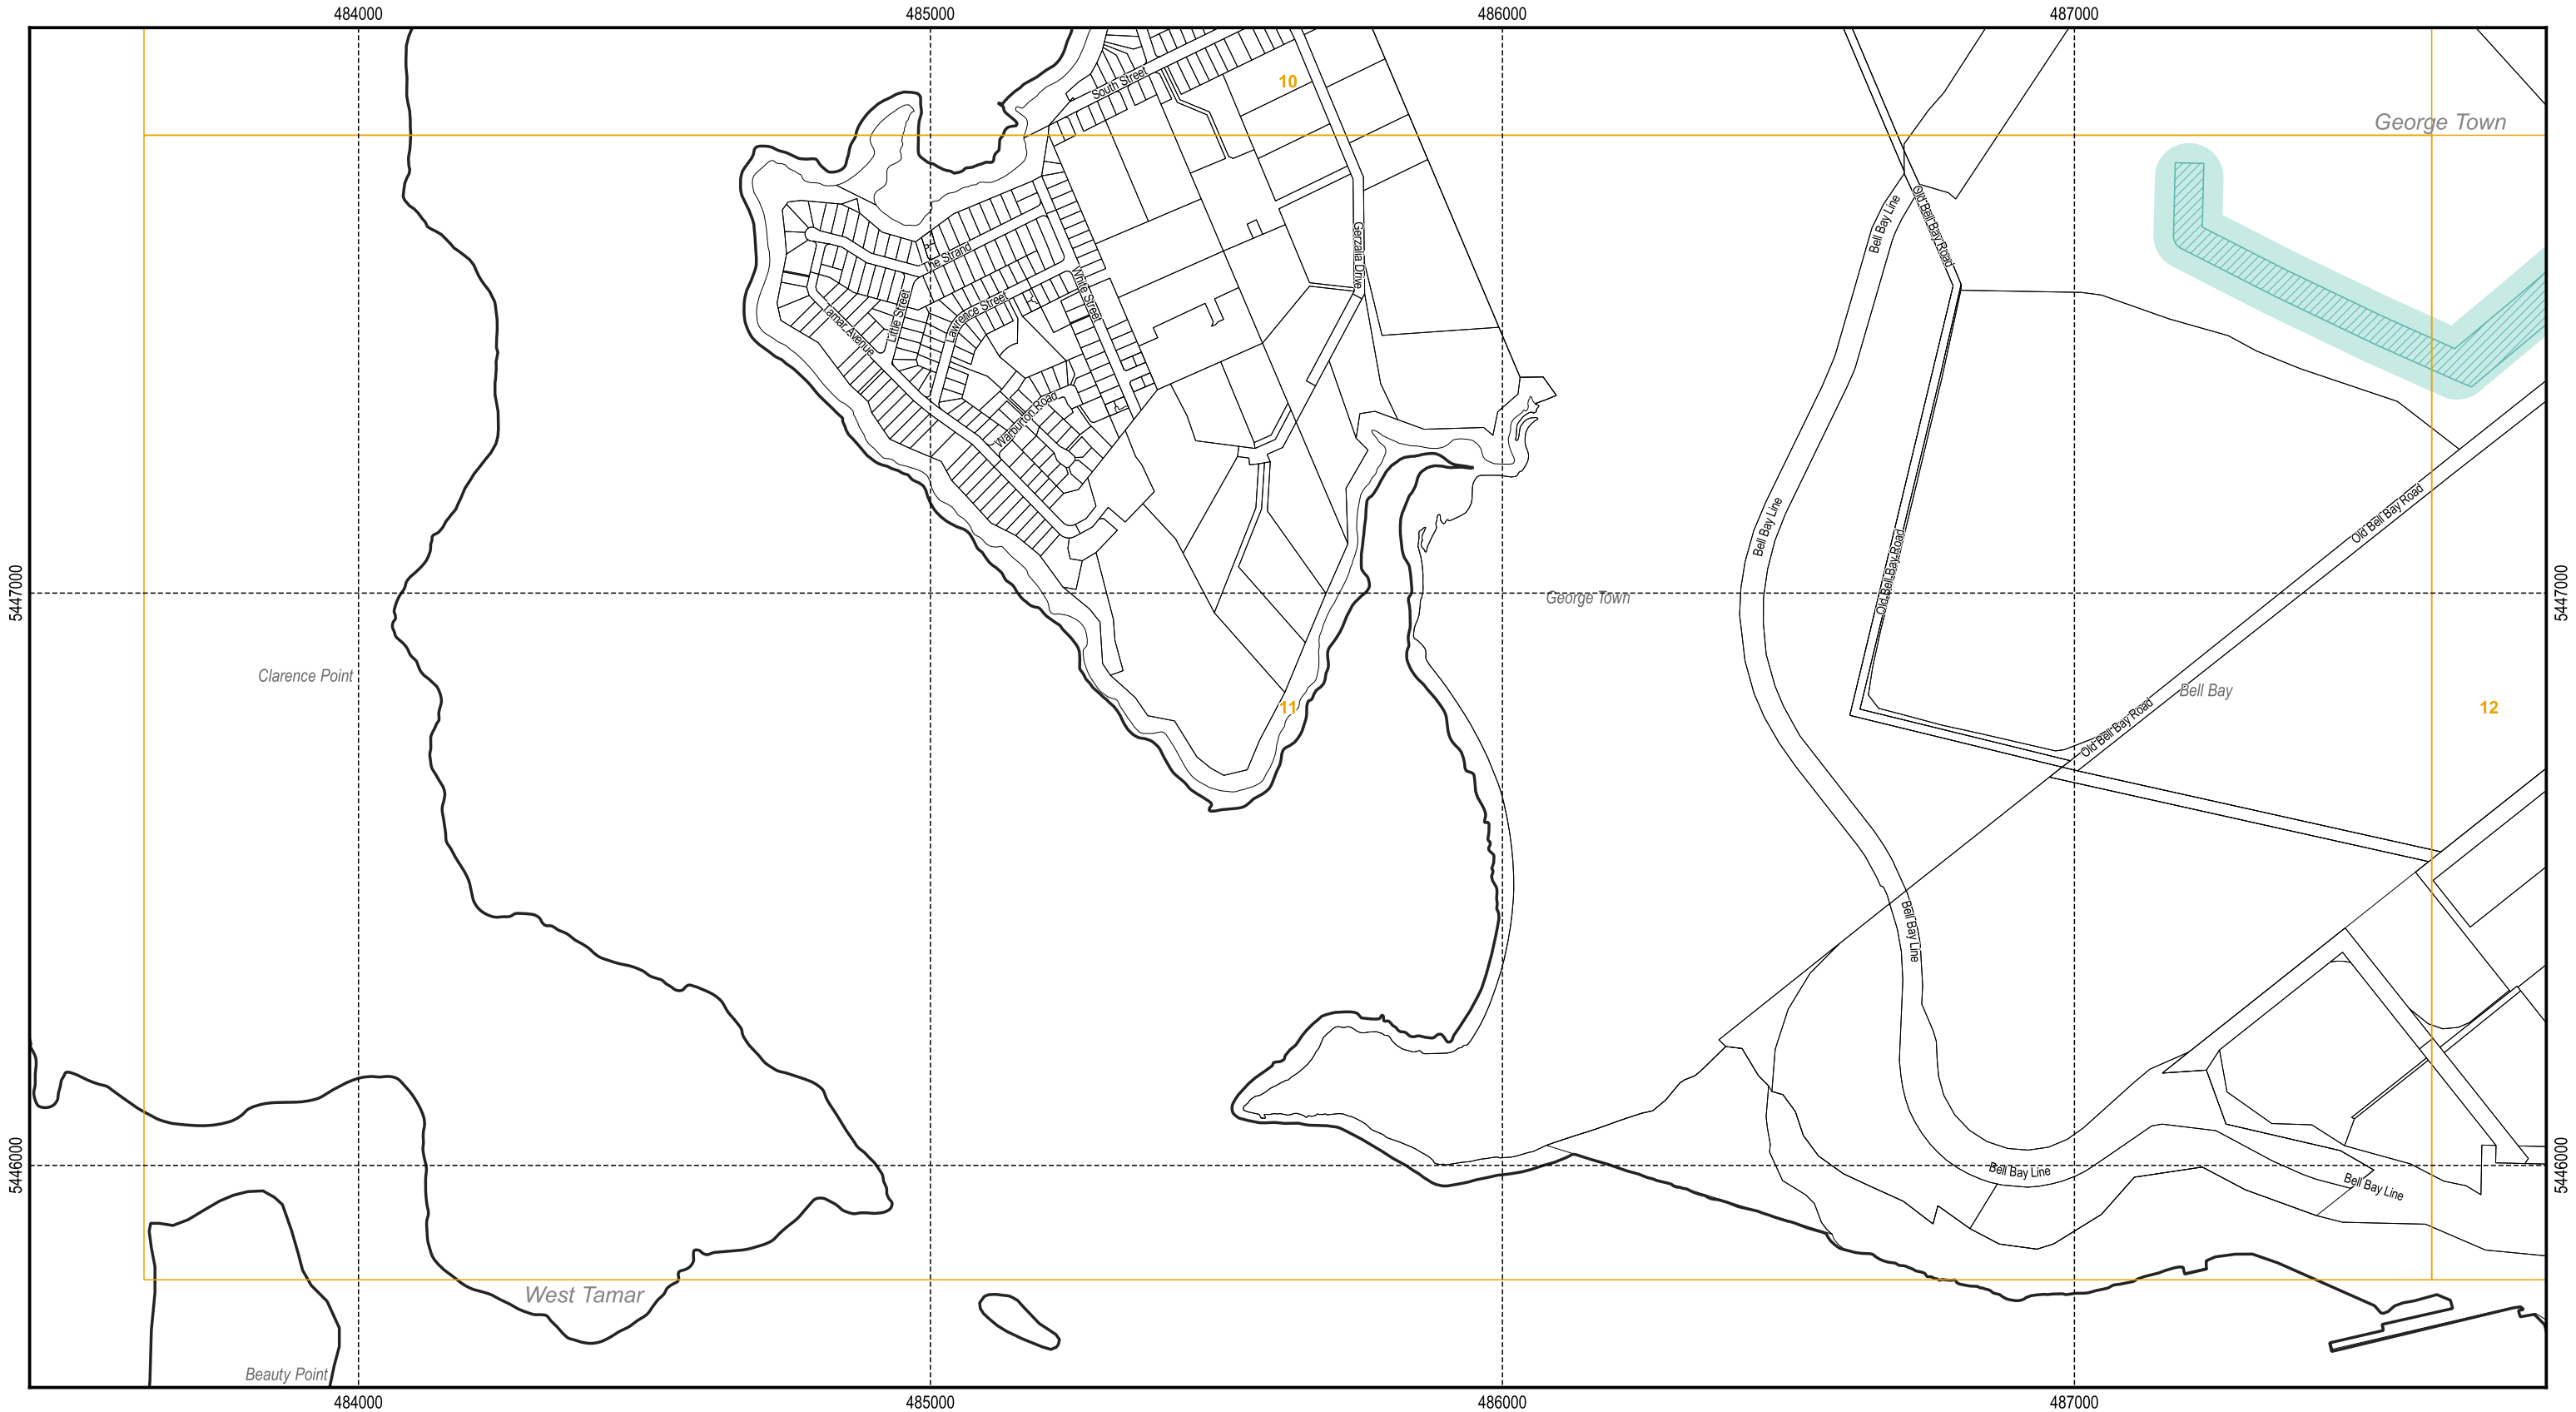 484000
485000
486000
487000
South Street
10
George Town
Bell Bay Line
Old Bell Bay Road
The Strand
Gerzalia Drive
White Street
Little Street
Lawrence Street
Tamar Avenue
Warburton Road
Bell Bay Line
Old Bell Bay Road
Old Bell Bay Road
5447000
George Town
5447000
Clarence Point
Bell Bay
11
12
Old Bell Bay Road
Bell Bay Line
5446000
Bell Bay Line
Bell Bay Line
5446000
West Tamar
Beauty Point
484000
485000
486000
487000